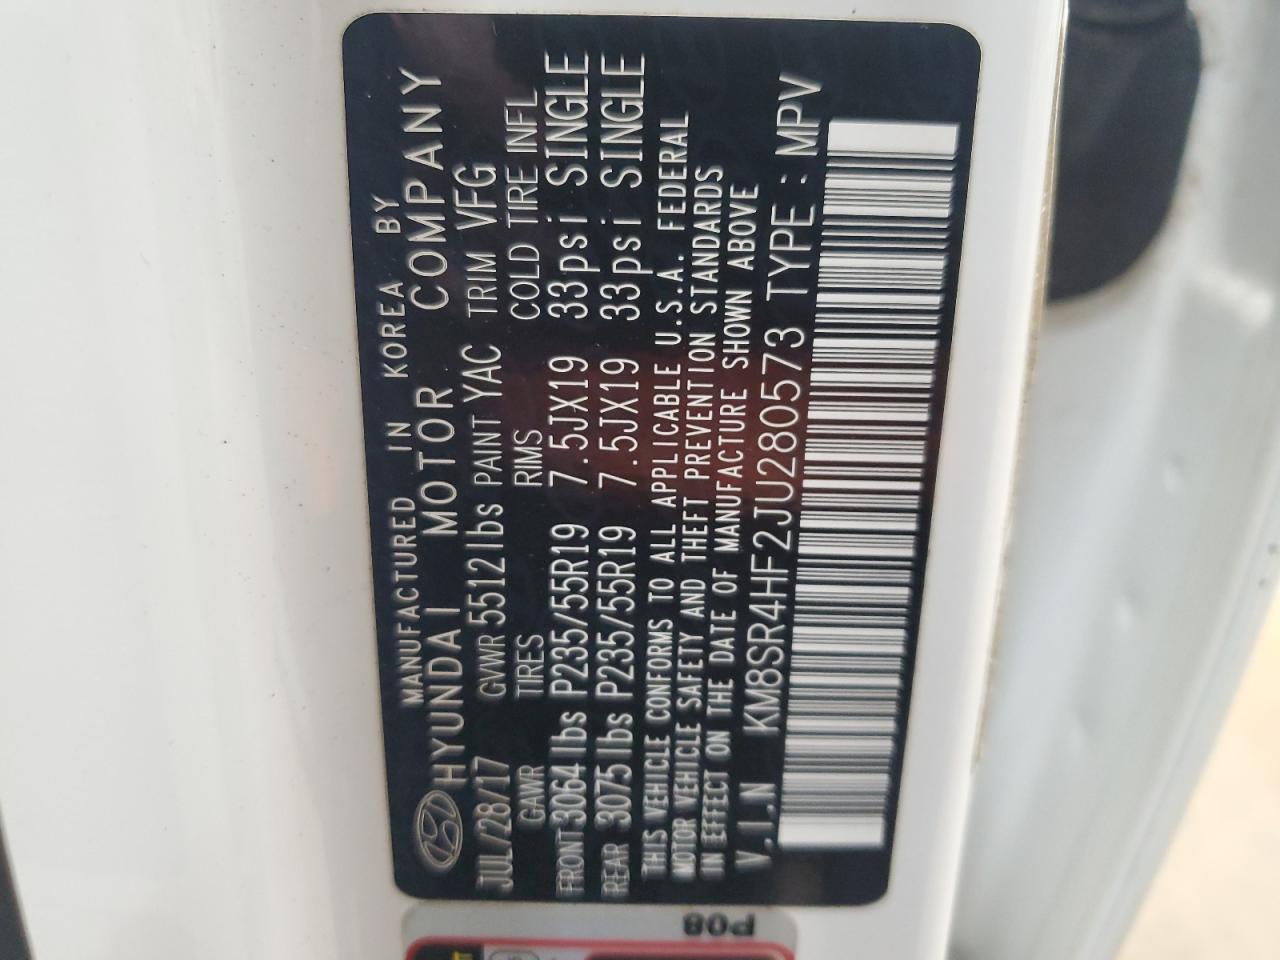 MANUFACTURED IN KOREA BY
HYUNDAI MOTOR COMPANY
JUL/28/17 GVWR 5512lbs PAINT YAC TRIM VFG
GAWR TIRES RIMS COLD TIRE INFL
FRONT 3064lbs P235/55R19 7.5JX19 33psi SINGLE
REAR 3075lbs P235/55R19 7.5JX19 33psi SINGLE
THIS VEHICLE CONFORMS TO ALL APPLICABLE U.S.A. FEDERAL
MOTOR VEHICLE SAFETY AND THEFT PREVENTION STANDARDS
IN EFFECT ON THE DATE OF MANUFACTURE SHOWN ABOVE
V.I.N KM8SR4HF2JU280573 TYPE : MPV
P08